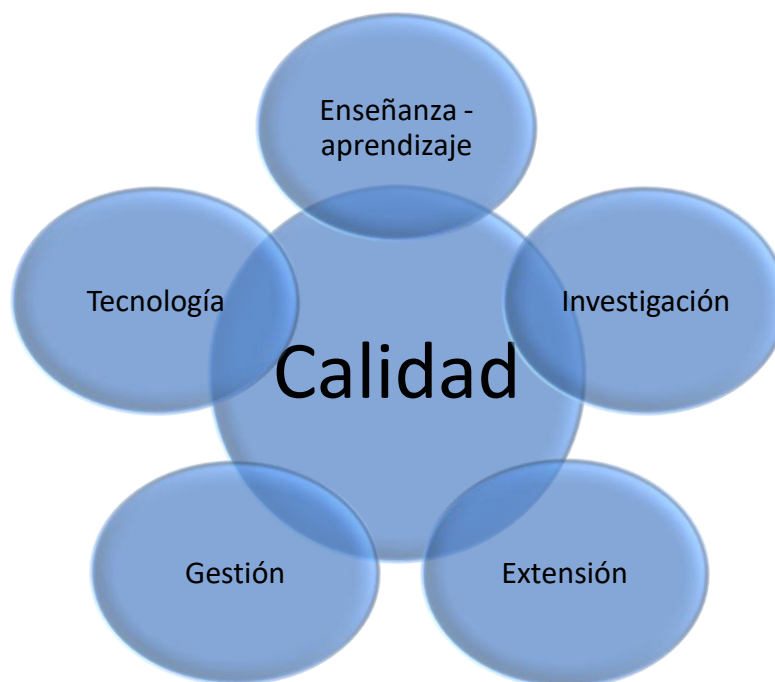 Enseñanza -
aprendizaje
Tecnología
Investigación
Calidad
Gestión
Extensión